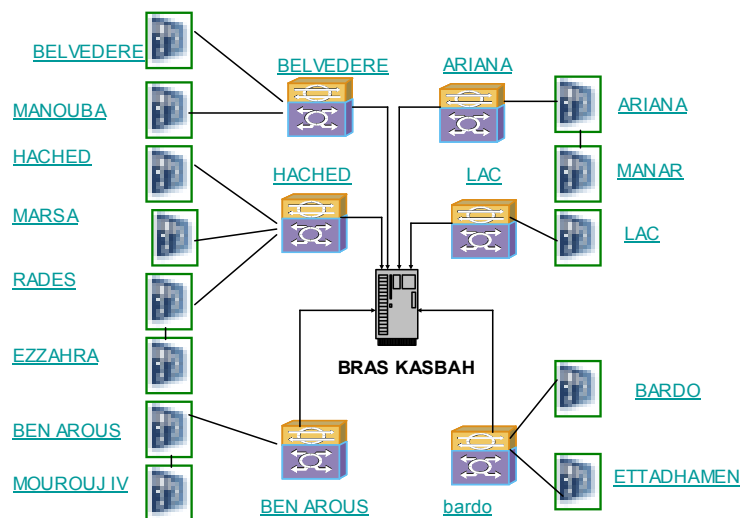 BELVEDERE
BELVEDERE
ARIANA
MANOUBA
ARIANA
HACHED
HACHED
LAC
MANAR
MARSA
LAC
RADES
EZZAHRA
BRAS KASBAH
BARDO
BEN AROUS
ETTADHAMEN
MOUROUJ IV
BEN AROUS
bardo